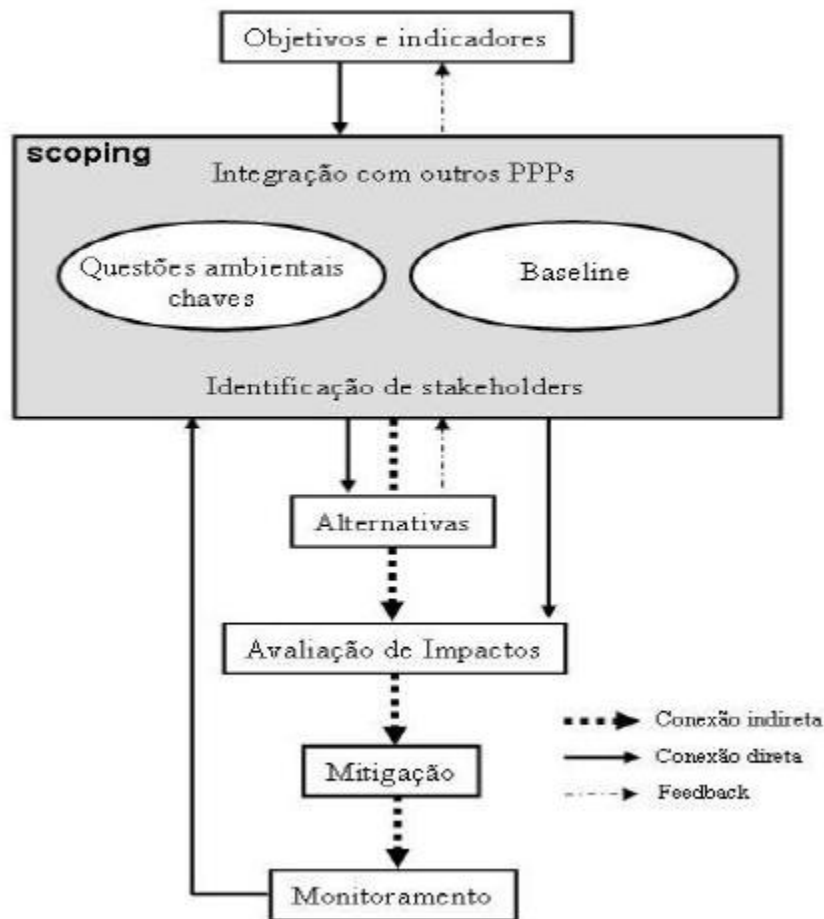 Objetivos e indicadores
scoping
Integração com outros PPPs
Questões ambientais
chaves
Baseline
Identificação de stakeholders
Alternativas
Avaliação de Impactos
Conexão indireta
Conexão direta
Mitigação
Feedback
Monitoramento